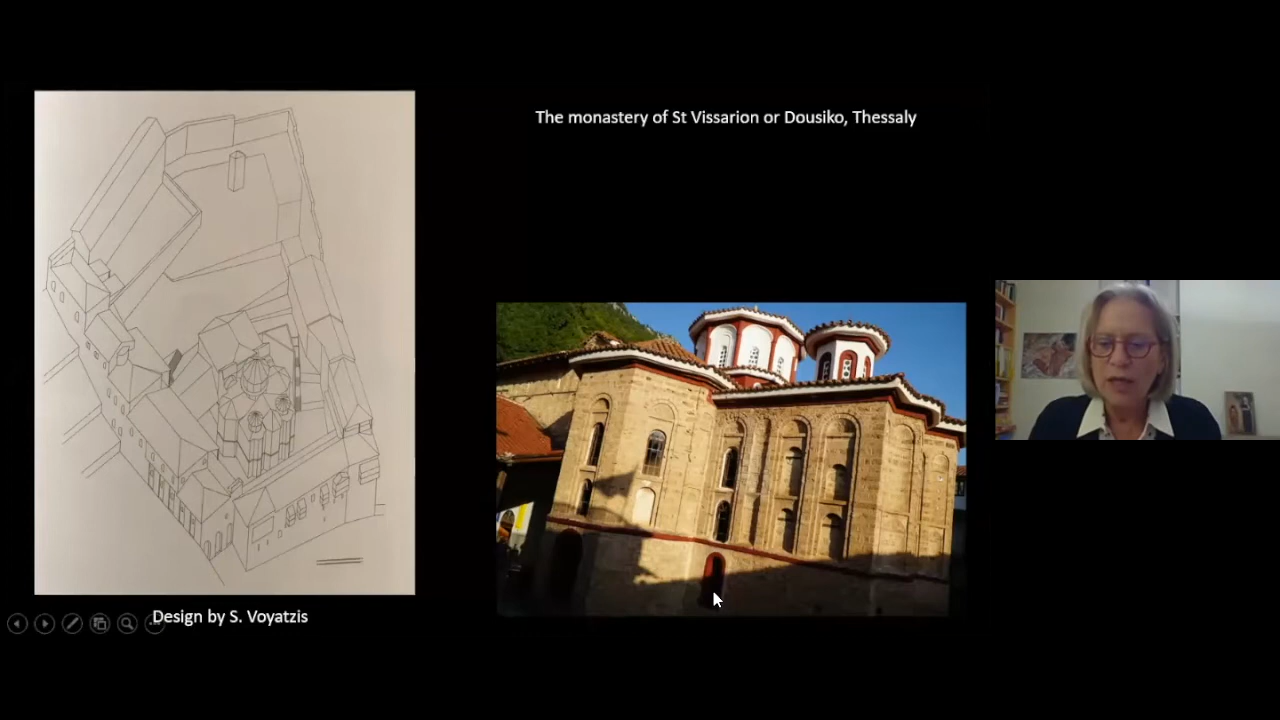 The monastery of St Vissarion or Dousiko, Thessaly
Design by S. Voyatzis